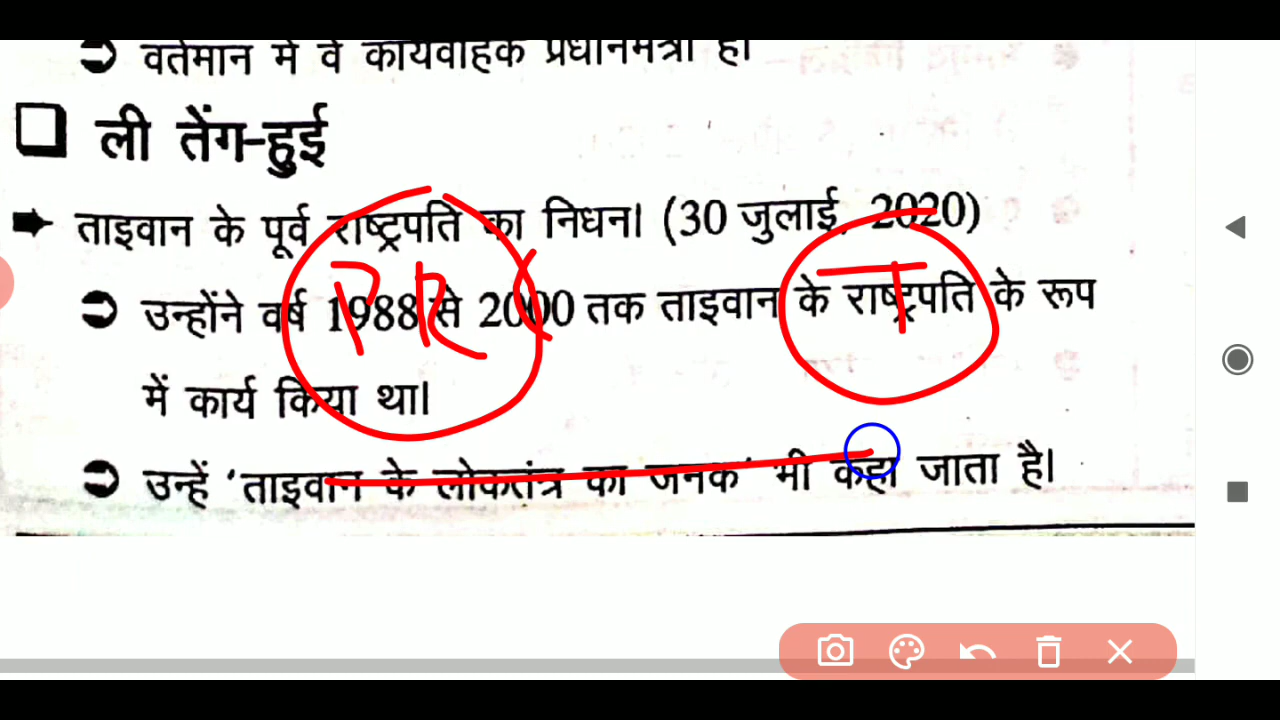 वर्तमान में वे कार्यवाहक प्रधानमंत्री हैं।
ली तेंग-हुई
ताइवान के पूर्व राष्ट्रपति का निधन। (30 जुलाई, 2020)
उन्होंने वर्ष 1988 से 2000 तक ताइवान के राष्ट्रपति के रूप
में कार्य किया था।
उन्हें 'ताइवान के लोकतंत्र का जनक' भी कहा जाता है।
PRC
T